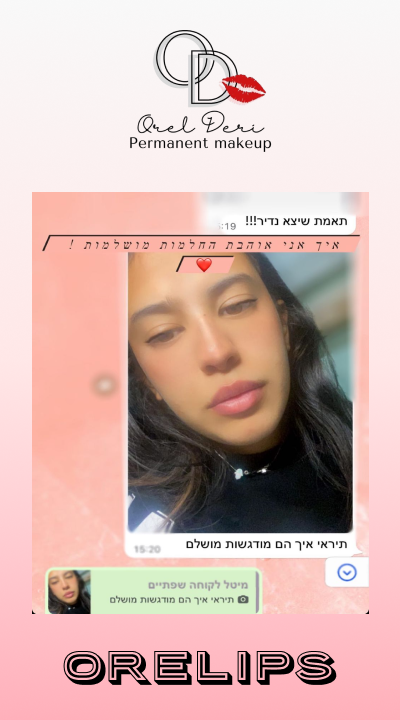 OD
Orel Deri
Permanent makeup
תאמת שיצא נדיר!!!
:19
איך אני אוהבת החלמות מושלמות !
תיראי איך הם מודגשות מושלם
15:20
מיטל לקוחה שפתיים
תיראי איך הם מודגשות מושלם
ORELIPS